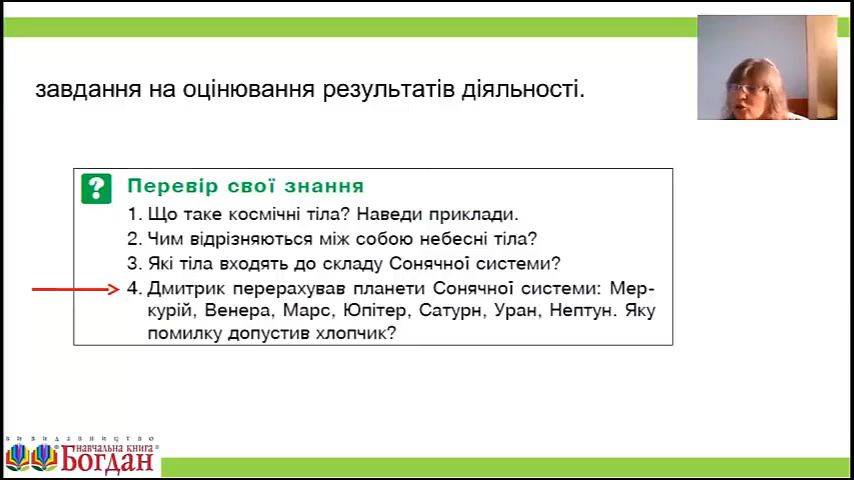 завдання на оцінювання результатів діяльності.
? Перевір свої знання
1. Що таке космічні тіла? Наведи приклади.
2. Чим відрізняються між собою небесні тіла?
3. Які тіла входять до складу Сонячної системи?
4. Дмитрик перерахував планети Сонячної системи: Мер-
курій, Венера, Марс, Юпітер, Сатурн, Уран, Нептун. Яку
помилку допустив хлопчик?
ВИДАВНИЦТВО
навчальна книга®
Богдан